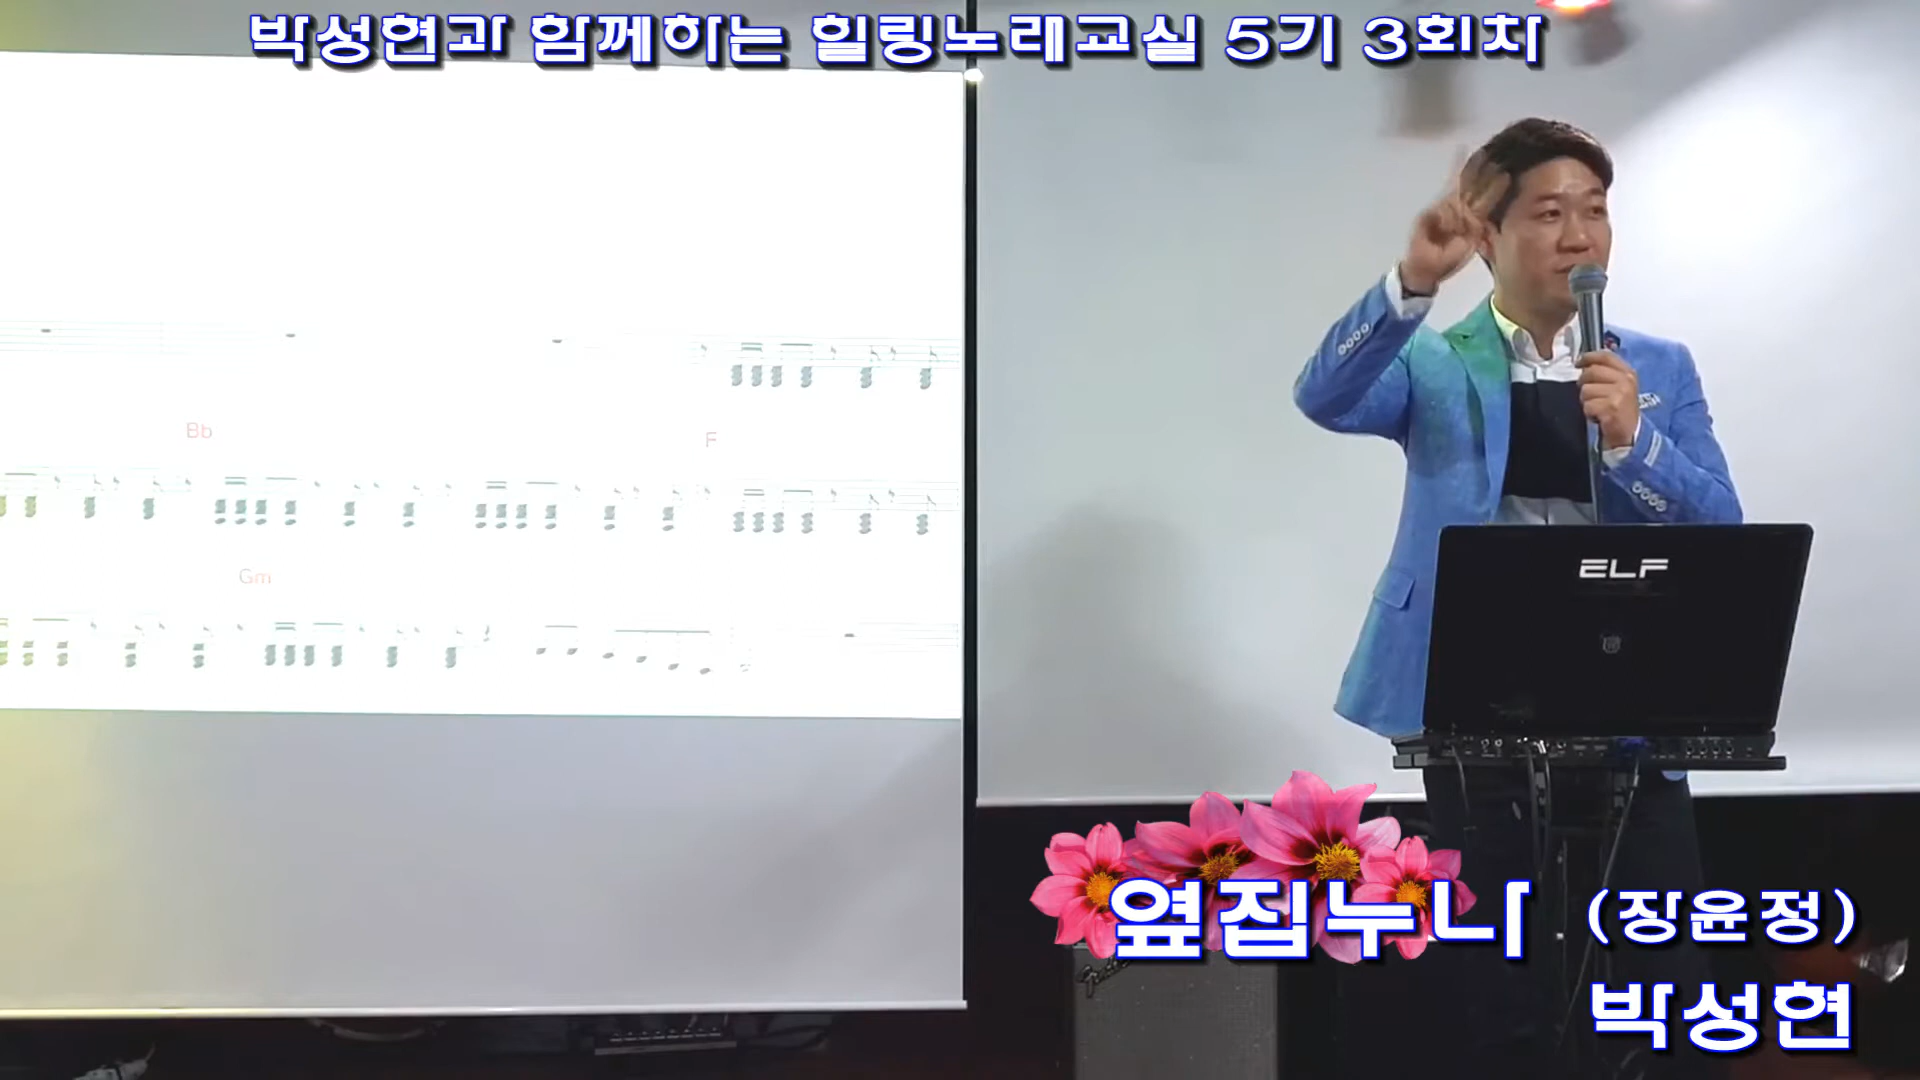 박성현과 함께하는 힐링노래교실 5기 3회차
Bb
F
Gm
ELF
Fender
옆집누나 (장윤정)
박성현